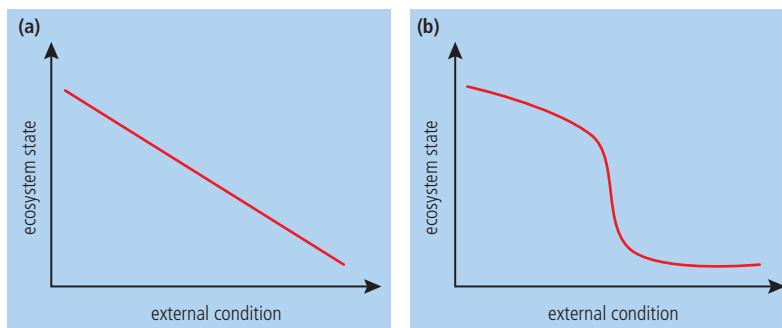 (a)
ecosystem state
external condition
(b)
ecosystem state
external condition